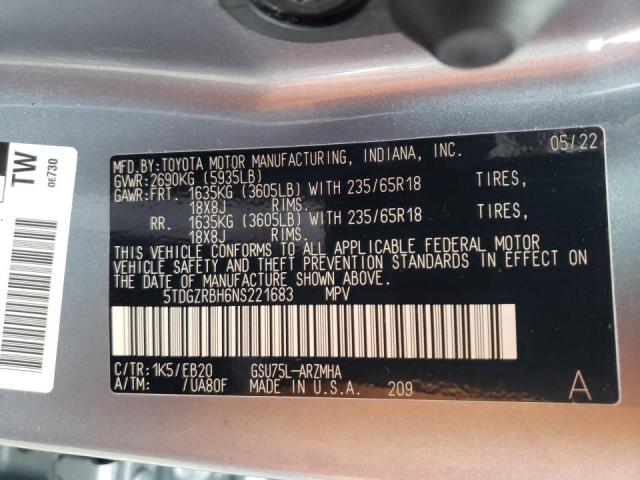 TW
0E730
MFD.BY:TOYOTA MOTOR MANUFACTURING, INDIANA, INC. 05/22
GVWR:2690KG (5935LB)
GAWR:FRT. 1635KG (3605LB) WITH 235/65R18 TIRES,
18X8J RIMS.
RR. 1635KG (3605LB) WITH 235/65R18 TIRES,
18X8J RIMS.
THIS VEHICLE CONFORMS TO ALL APPLICABLE FEDERAL MOTOR
VEHICLE SAFETY AND THEFT PREVENTION STANDARDS IN EFFECT ON
THE DATE OF MANUFACTURE SHOWN ABOVE.
5TDGZRBH6NS221683 MPV
C/TR: 1K5/EB20 GSU75L-ARZMHA
A/TM: /UA80F MADE IN U.S.A. 209 A